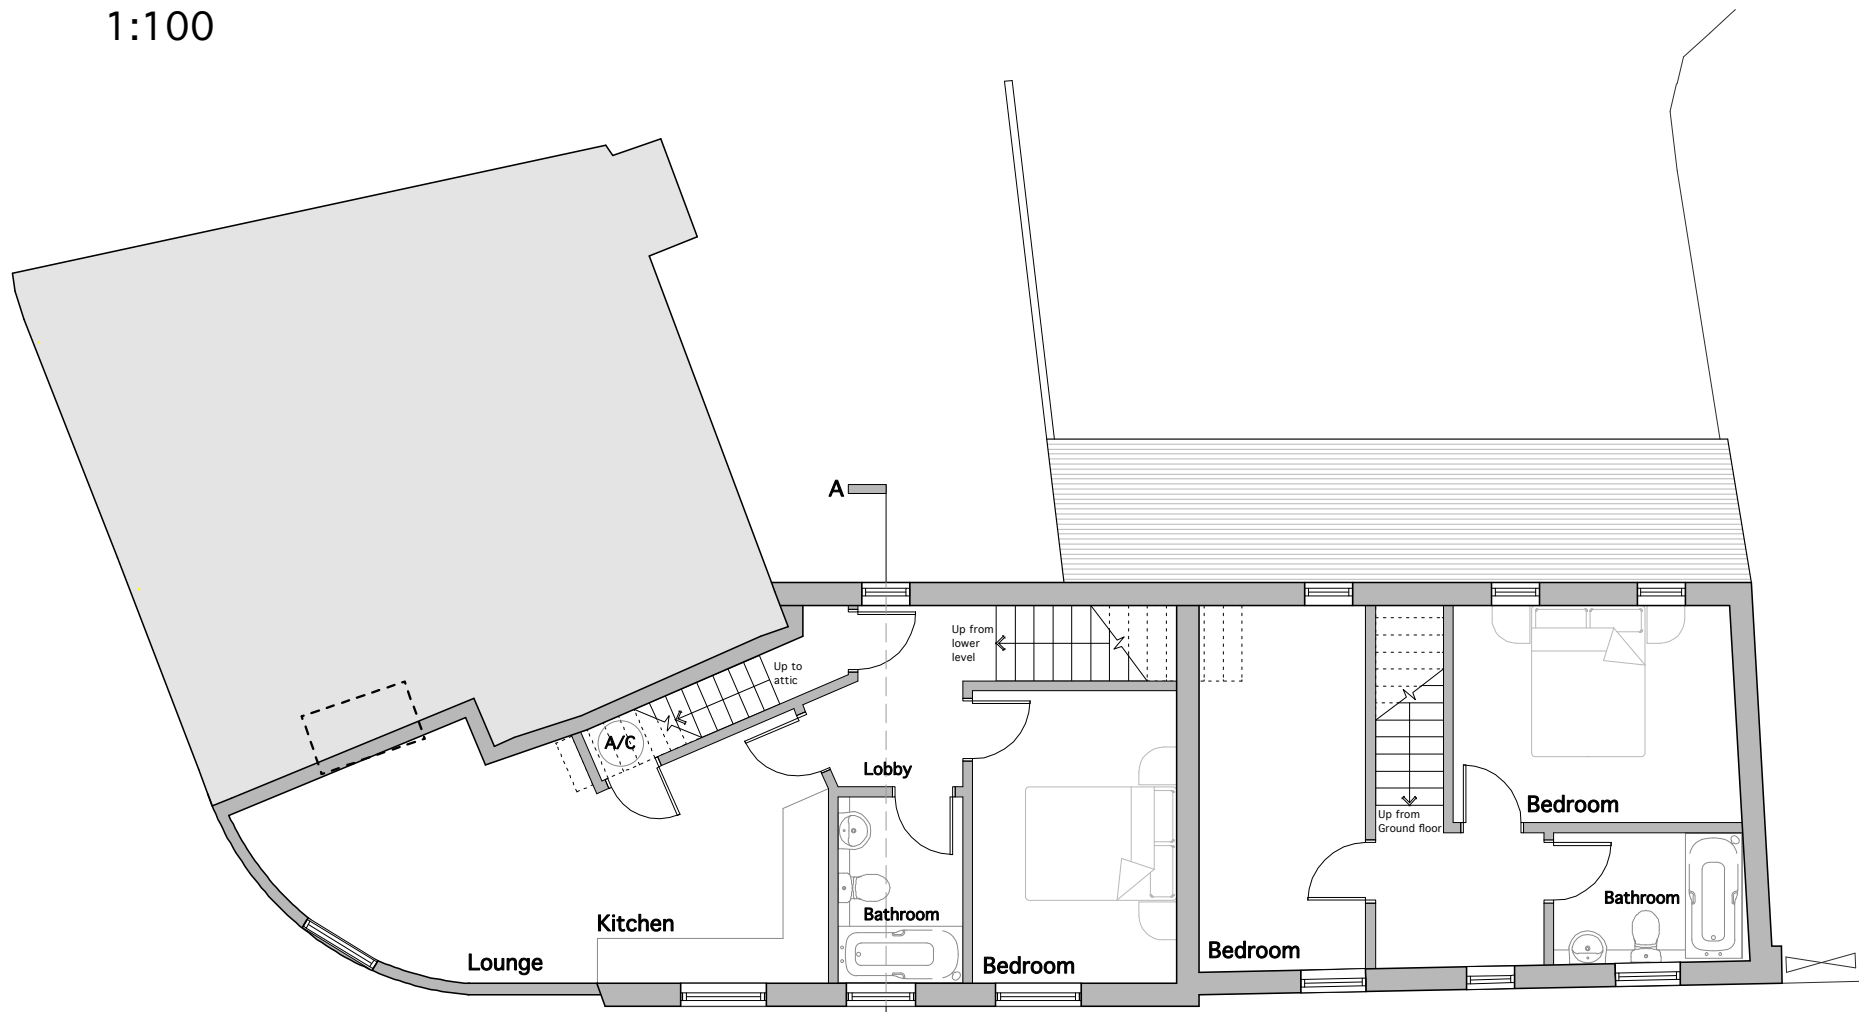 1:100
A
Up from
lower
level
Up to
attic
A/C
Lobby
Bedroom
Up from
Ground floor
Bathroom
Bathroom
Kitchen
Bedroom
Lounge
Bedroom